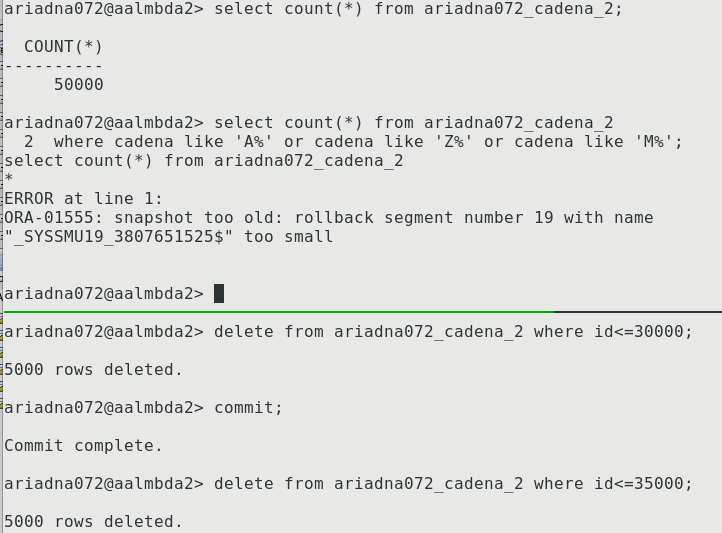 ariadna072@aalmbda2> select count(*) from ariadna072_cadena_2;
COUNT(*)
----------
50000
ariadna072@aalmbda2> select count(*) from ariadna072_cadena_2
2  where cadena like 'A%' or cadena like 'Z%' or cadena like 'M%';
select count(*) from ariadna072_cadena_2
*
ERROR at line 1:
ORA-01555: snapshot too old: rollback segment number 19 with name
"_SYSSMU19_3807651525$" too small
ariadna072@aalmbda2>
ariadna072@aalmbda2> delete from ariadna072_cadena_2 where id<=30000;
5000 rows deleted.
ariadna072@aalmbda2> commit;
Commit complete.
ariadna072@aalmbda2> delete from ariadna072_cadena_2 where id<=35000;
5000 rows deleted.